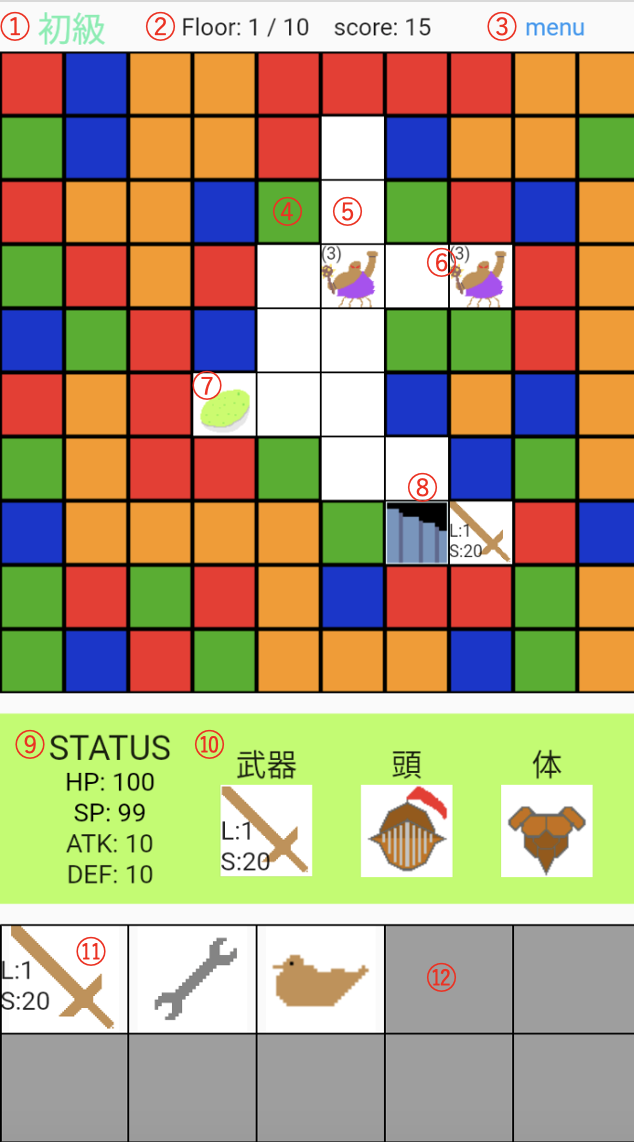 ① 初級 ② Floor: 1 / 10 score: 15 ③ menu
④ ⑤
(3) ⑥ (3)
⑦
⑧
L:1
S:20
⑨ STATUS
HP: 100
SP: 99
ATK: 10
DEF: 10
⑩ 武器 頭 体
L:1
S:20
⑪ ⑫
L:1
S:20